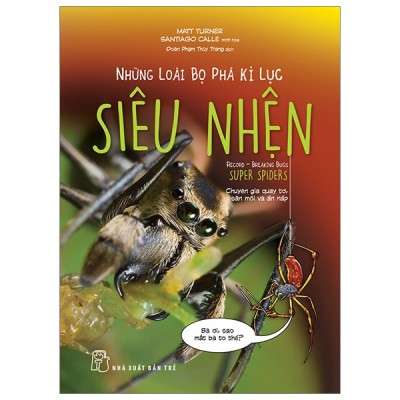 MATT TURNER
SANTIAGO CALLE minh họa
Đoàn Phạm Thùy Trang dịch
NHỮNG LOÀI BỌ PHÁ KỈ LỤC
SIÊU NHỆN
RECORD - BREAKING BUGS
SUPER SPIDERS
Chuyên gia quay tơ,
săn mồi và ẩn nấp
Bà ơi, sao
mắt bà to thế?
NHÀ XUẤT BẢN TRẺ